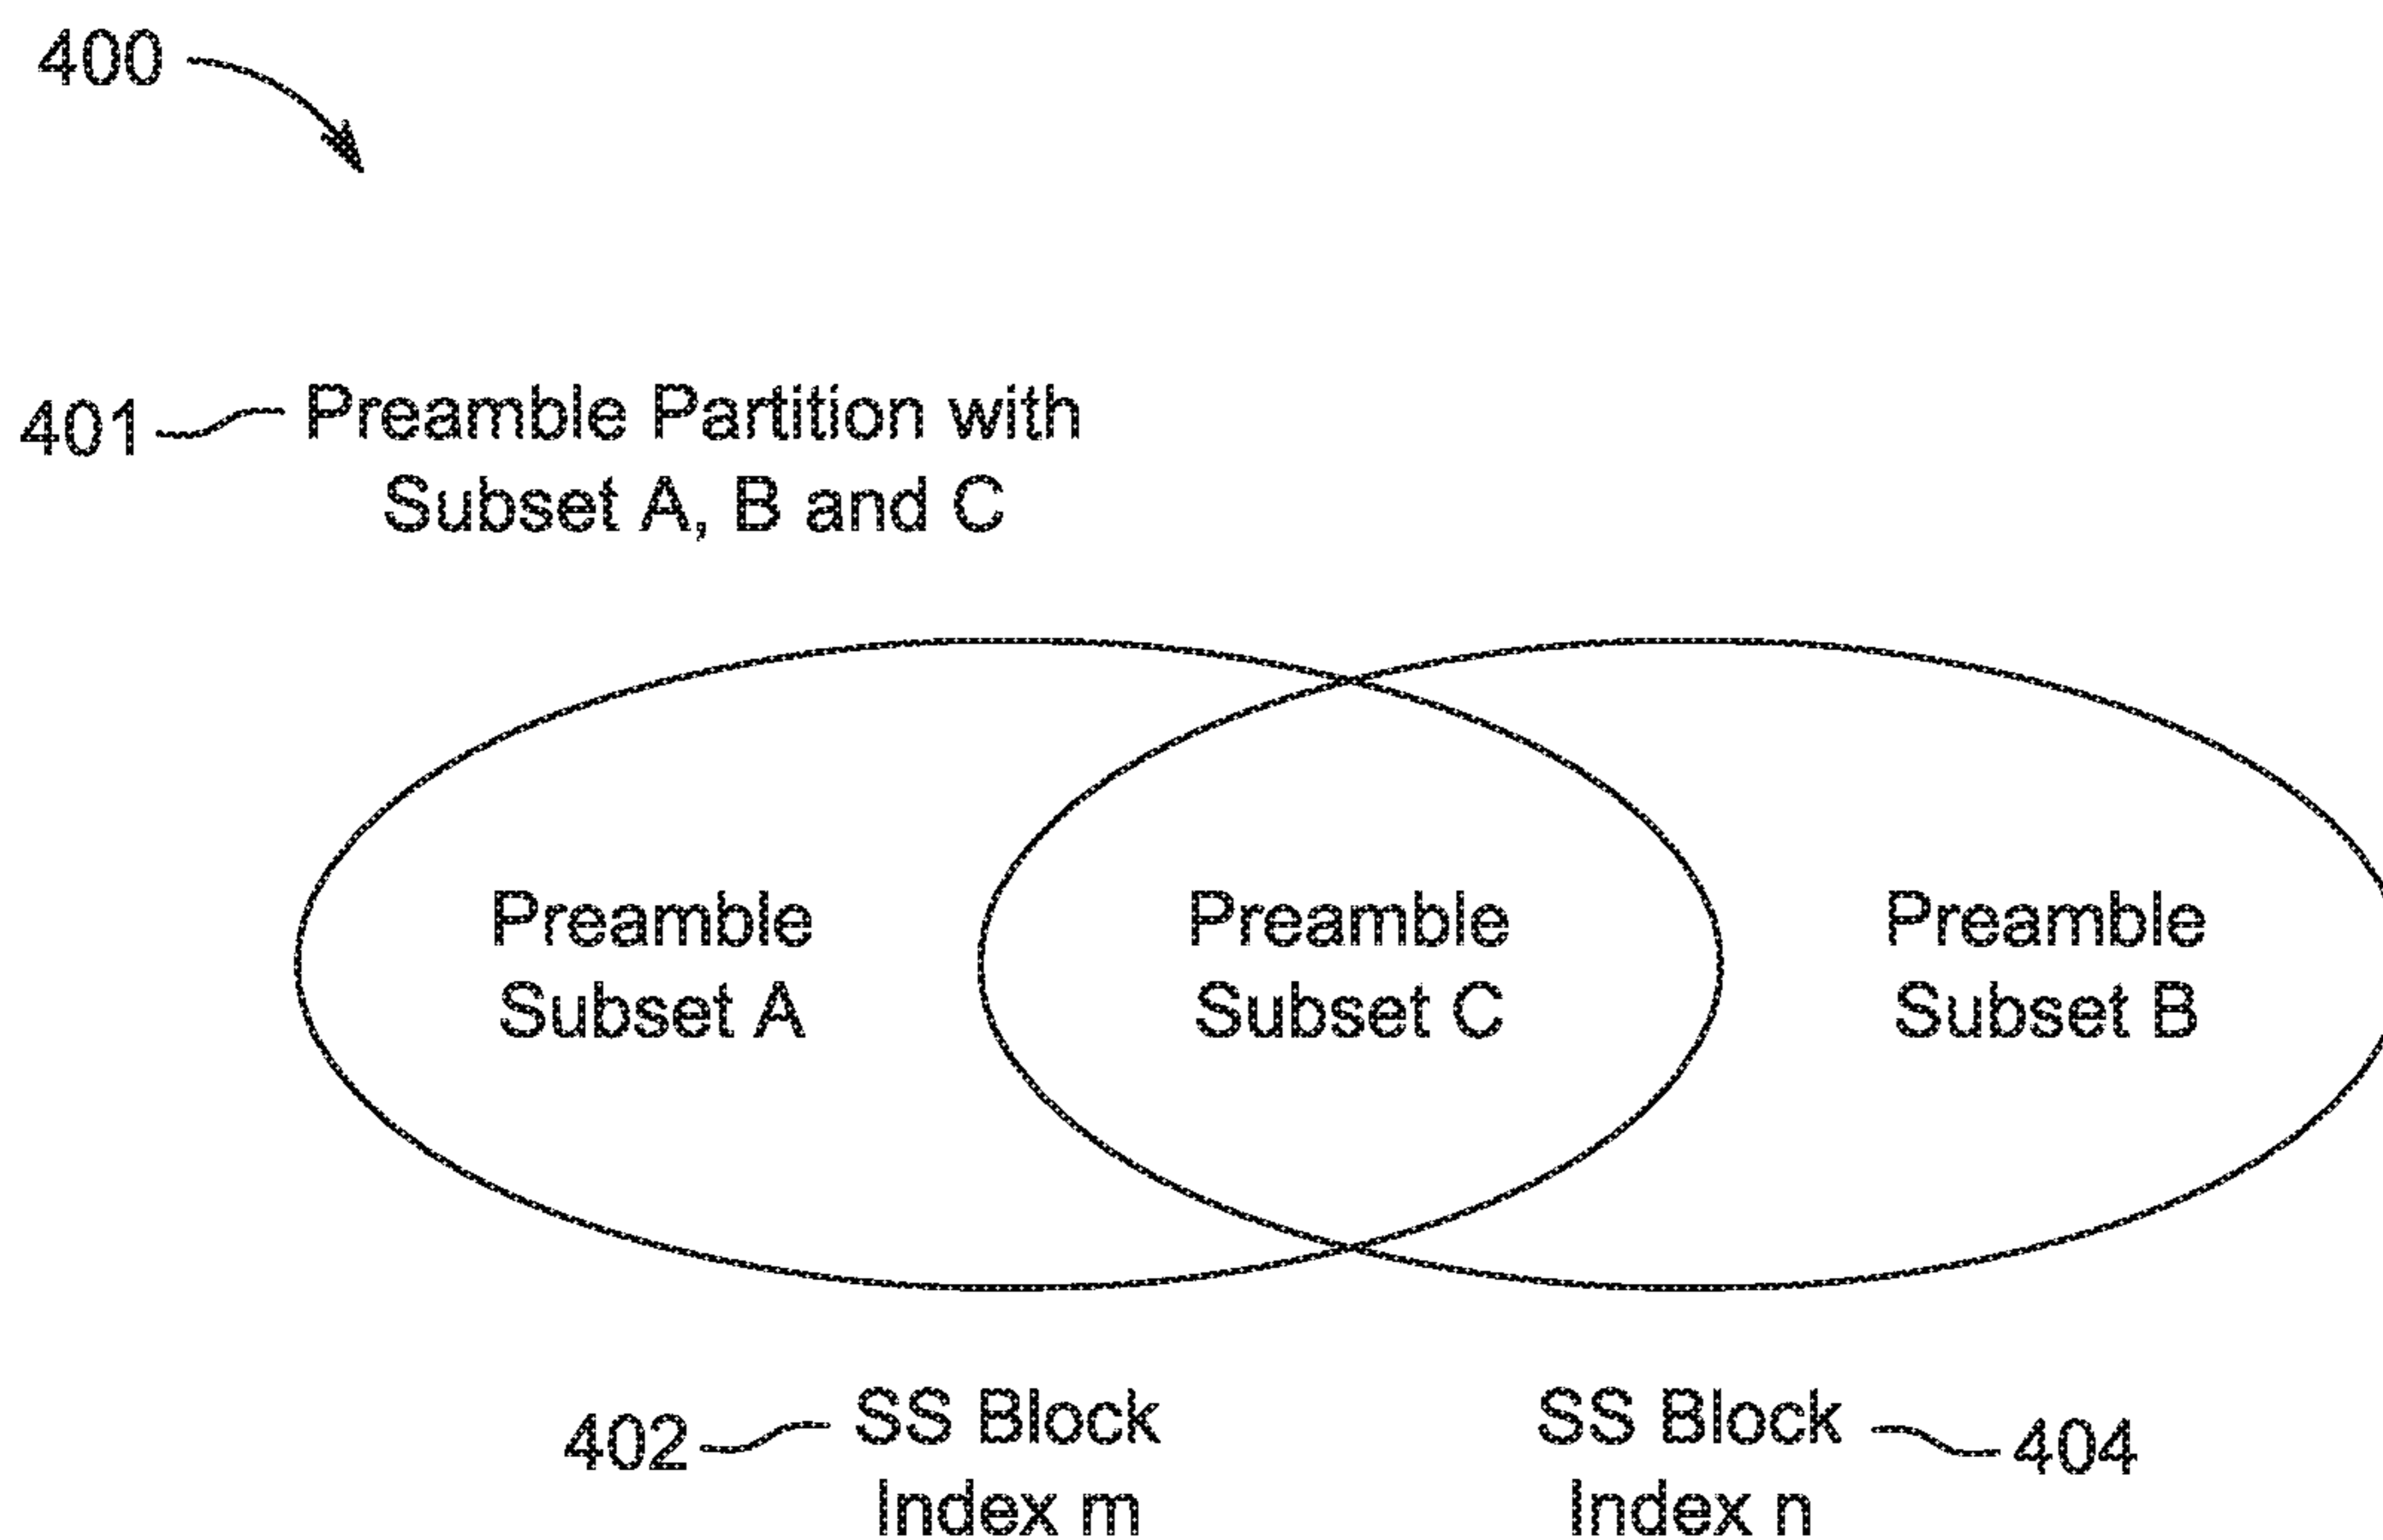 400
401 Preamble Partition with
Subset A, B and C
Preamble
Subset A
Preamble
Subset C
Preamble
Subset B
402 SS Block
Index m
SS Block 404
Index n